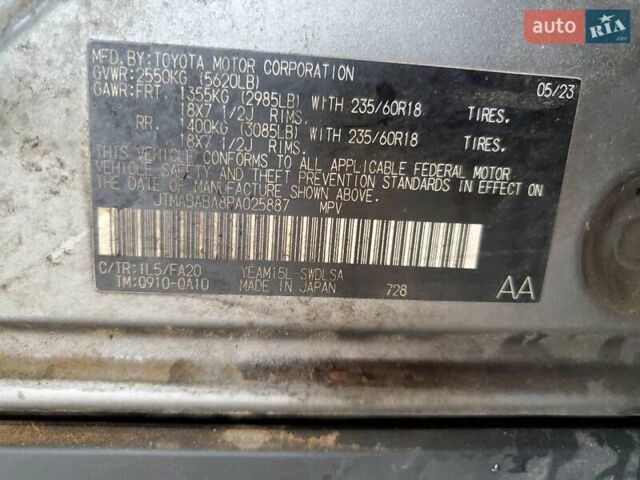 AUTO RIA .com
MFD.BY:TOYOTA MOTOR CORPORATION
GVWR:2550KG (5620LB) 05/23
GAWR:FRT. 1355KG (2985LB) WITH 235/60R18 TIRES.
18X7 1/2J RIMS.
RR. 1400KG (3085LB) WITH 235/60R18 TIRES.
18X7 1/2J RIMS.
THIS VEHICLE CONFORMS TO ALL APPLICABLE FEDERAL MOTOR
VEHICLE SAFETY AND THEFT PREVENTION STANDARDS IN EFFECT ON
THE DATE OF MANUFACTURE SHOWN ABOVE.
JTMABABA8PA025887 MPV
C/TR:1L5/FA20 YEAM15L-SWDLSA
TM:Q910-QA10 MADE IN JAPAN 728 AA